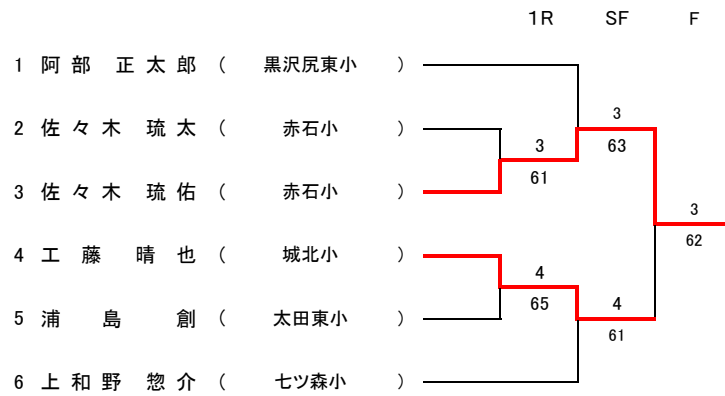 1R SF F
1 阿部 正太郎 ( 黒沢尻東小 )
3
2 佐々木 琉太 ( 赤石小 )
3 63
61
3 佐々木 琉佑 ( 赤石小 )
3
62
4 工藤 晴也 ( 城北小 )
4
65 4
5 浦島 創 ( 太田東小 )
61
6 上和野 惣介 ( 七ツ森小 )